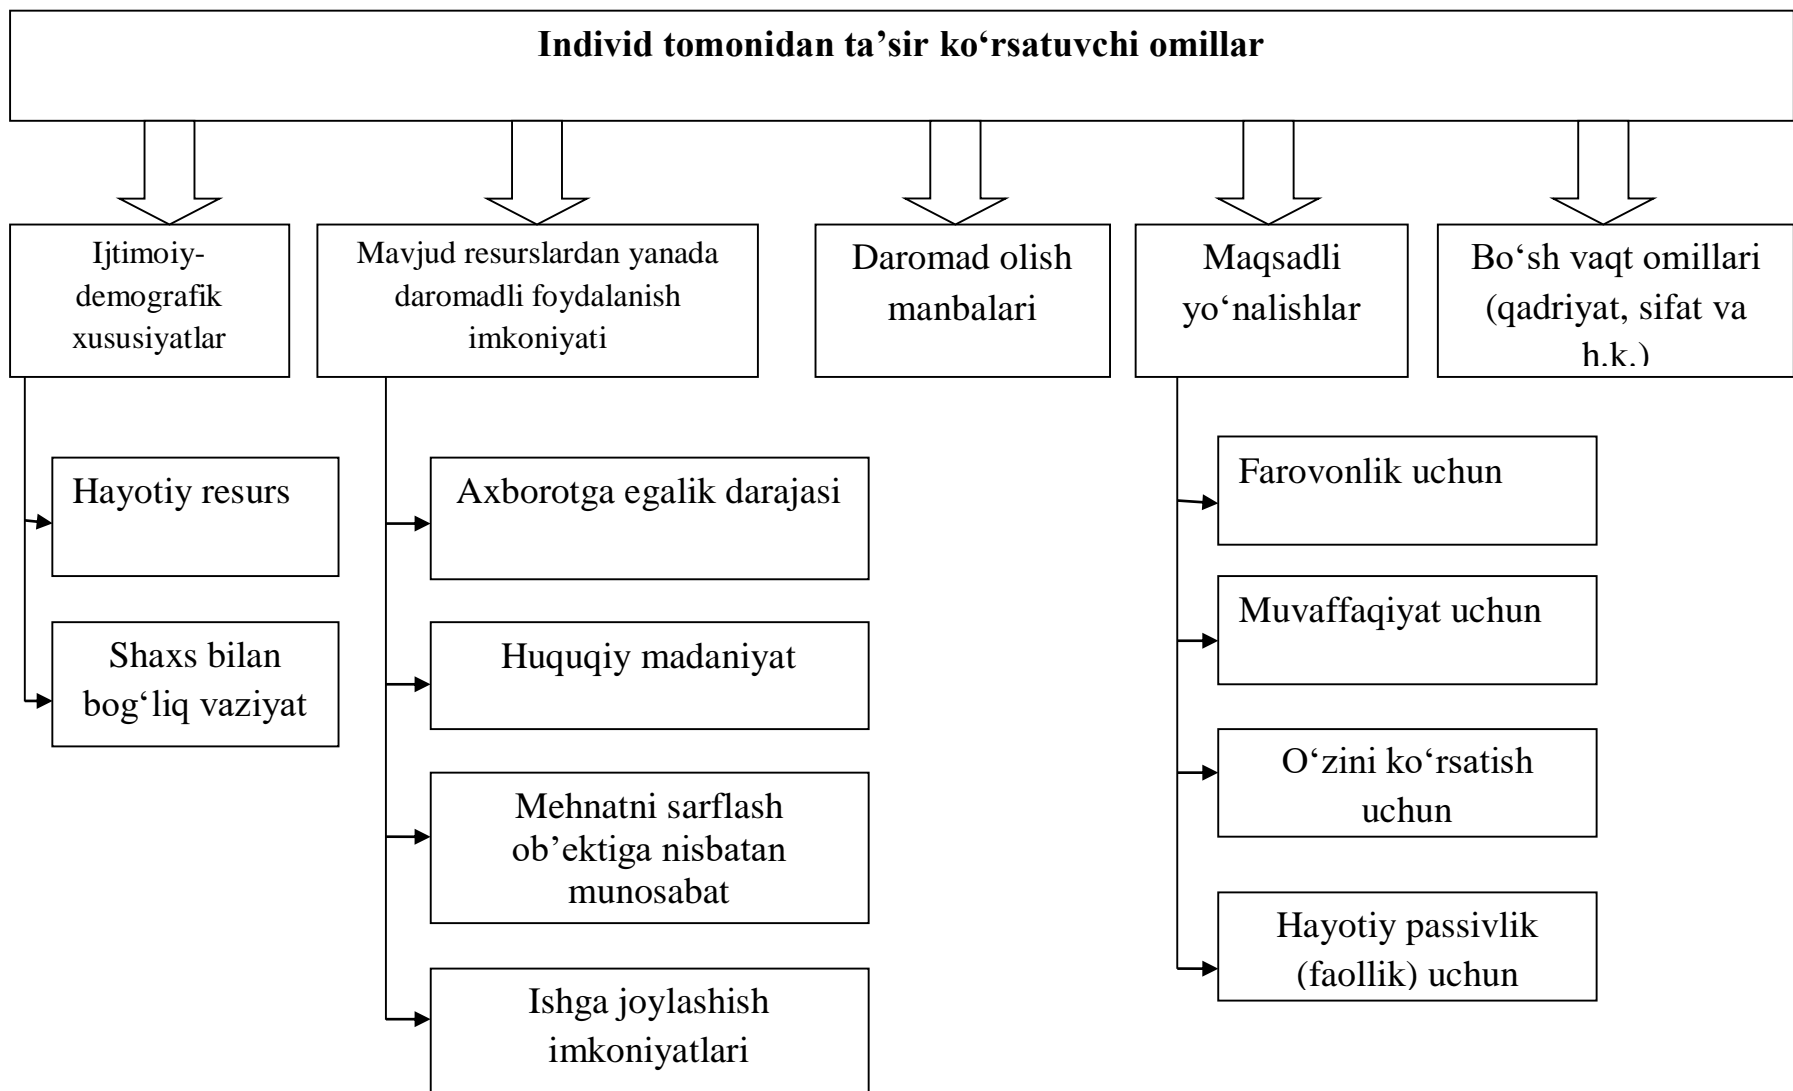 Individ tomonidan ta’sir ko‘rsatuvchi omillar
Ijtimoiy-
demografik
xususiyatlar
Mavjud resurslardan yanada
daromadli foydalanish
imkoniyati
Daromad olish
manbalari
Maqsadli
yo‘nalishlar
Bo‘sh vaqt omillari
(qadriyat, sifat va
h.k.)
Hayotiy resurs
Shaxs bilan
bog‘liq vaziyat
Axborotga egalik darajasi
Huquqiy madaniyat
Mehnatni sarflash
ob’ektiga nisbatan
munosabat
Ishga joylashish
imkoniyatlari
Farovonlik uchun
Muvaffaqiyat uchun
O‘zini ko‘rsatish
uchun
Hayotiy passivlik
(faollik) uchun